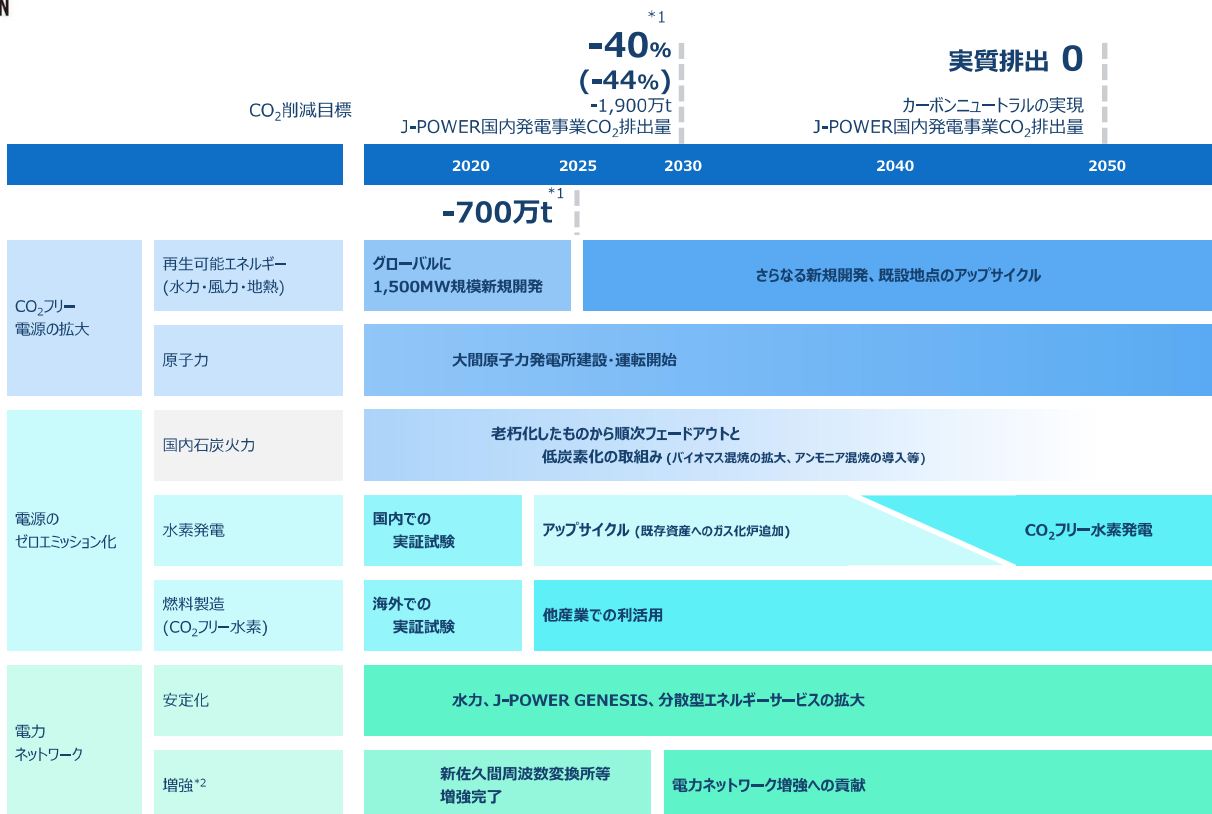 N
*1
-40%
(-44%)
-1,900万t
J-POWER国内発電事業CO₂排出量
実質排出 0
カーボンニュートラルの実現
J-POWER国内発電事業CO₂排出量
CO₂削減目標
2020 2025 2030 2040 2050
-700万t*1
CO₂フリー
電源の拡大
再生可能エネルギー
(水力・風力・地熱)
グローバルに
1,500MW規模新規開発
さらなる新規開発、既設地点のアップサイクル
原子力
大間原子力発電所建設・運転開始
電源の
ゼロエミッション化
国内石炭火力
老朽化したものから順次フェードアウトと
低炭素化の取組み (バイオマス混焼の拡大、アンモニア混焼の導入等)
水素発電
国内での
実証試験
アップサイクル (既存資産へのガス化炉追加)
CO₂フリー水素発電
燃料製造
(CO₂フリー水素)
海外での
実証試験
他産業での利活用
電力
ネットワーク
安定化
水力、J-POWER GENESIS、分散型エネルギーサービスの拡大
増強*2
新佐久間周波数変換所等
増強完了
電力ネットワーク増強への貢献